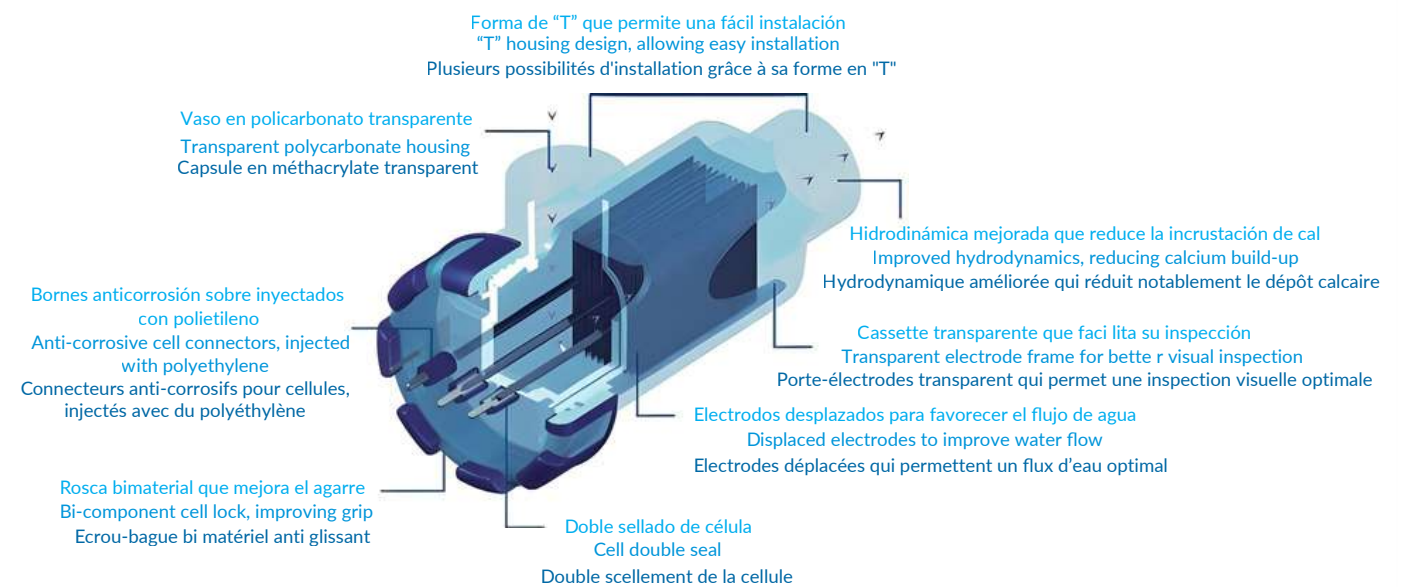 Forma de “T” que permite una fácil instalación
“T” housing design, allowing easy installation
Plusieurs possibilités d'installation grâce à sa forme en "T"
Vaso en policarbonato transparente
Transparent polycarbonate housing
Capsule en méthacrylate transparent
Hidrodinámica mejorada que reduce la incrustación de cal
Improved hydrodynamics, reducing calcium build-up
Hydrodynamique améliorée qui réduit notablement le dépôt calcaire
Bornes anticorrosión sobre inyectados
con polietileno
Anti-corrosive cell connectors, injected
with polyethylene
Connecteurs anti-corrosifs pour cellules,
injectés avec du polyéthylène
Cassette transparente que faci lita su inspección
Transparent electrode frame for bette r visual inspection
Porte-électrodes transparent qui permet une inspection visuelle optimale
Electrodos desplazados para favorecer el flujo de agua
Displaced electrodes to improve water flow
Electrodes déplacées qui permettent un flux d’eau optimal
Rosca bimaterial que mejora el agarre
Bi-component cell lock, improving grip
Ecrou-bague bi matériel anti glissant
Doble sellado de célula
Cell double seal
Double scellement de la cellule